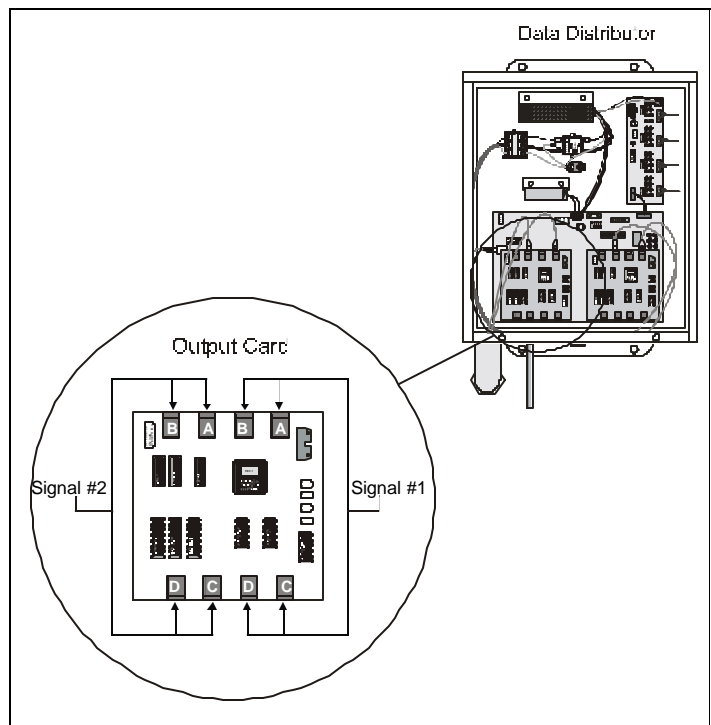 Data Distributor
Output Card
B A B A
Signal #2 Signal #1
D C D C